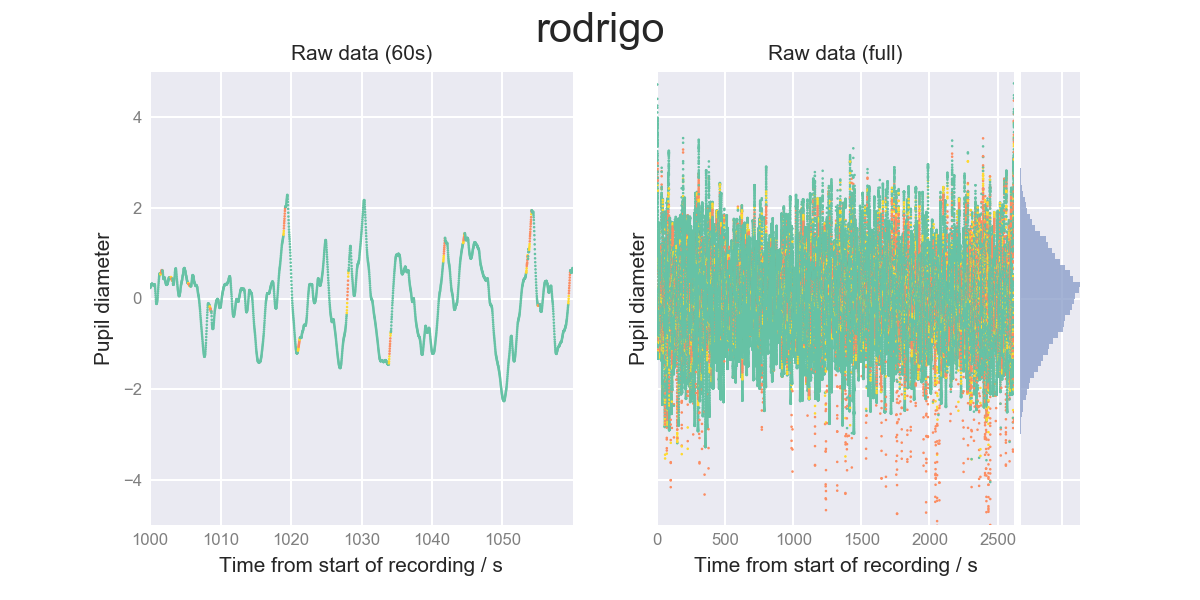 rodrigo
Raw data (60s)
Raw data (full)
Pupil diameter
4
2
0
−2
−4
1000 1010 1020 1030 1040 1050
Time from start of recording / s
Pupil diameter
0 500 1000 1500 2000 2500
Time from start of recording / s